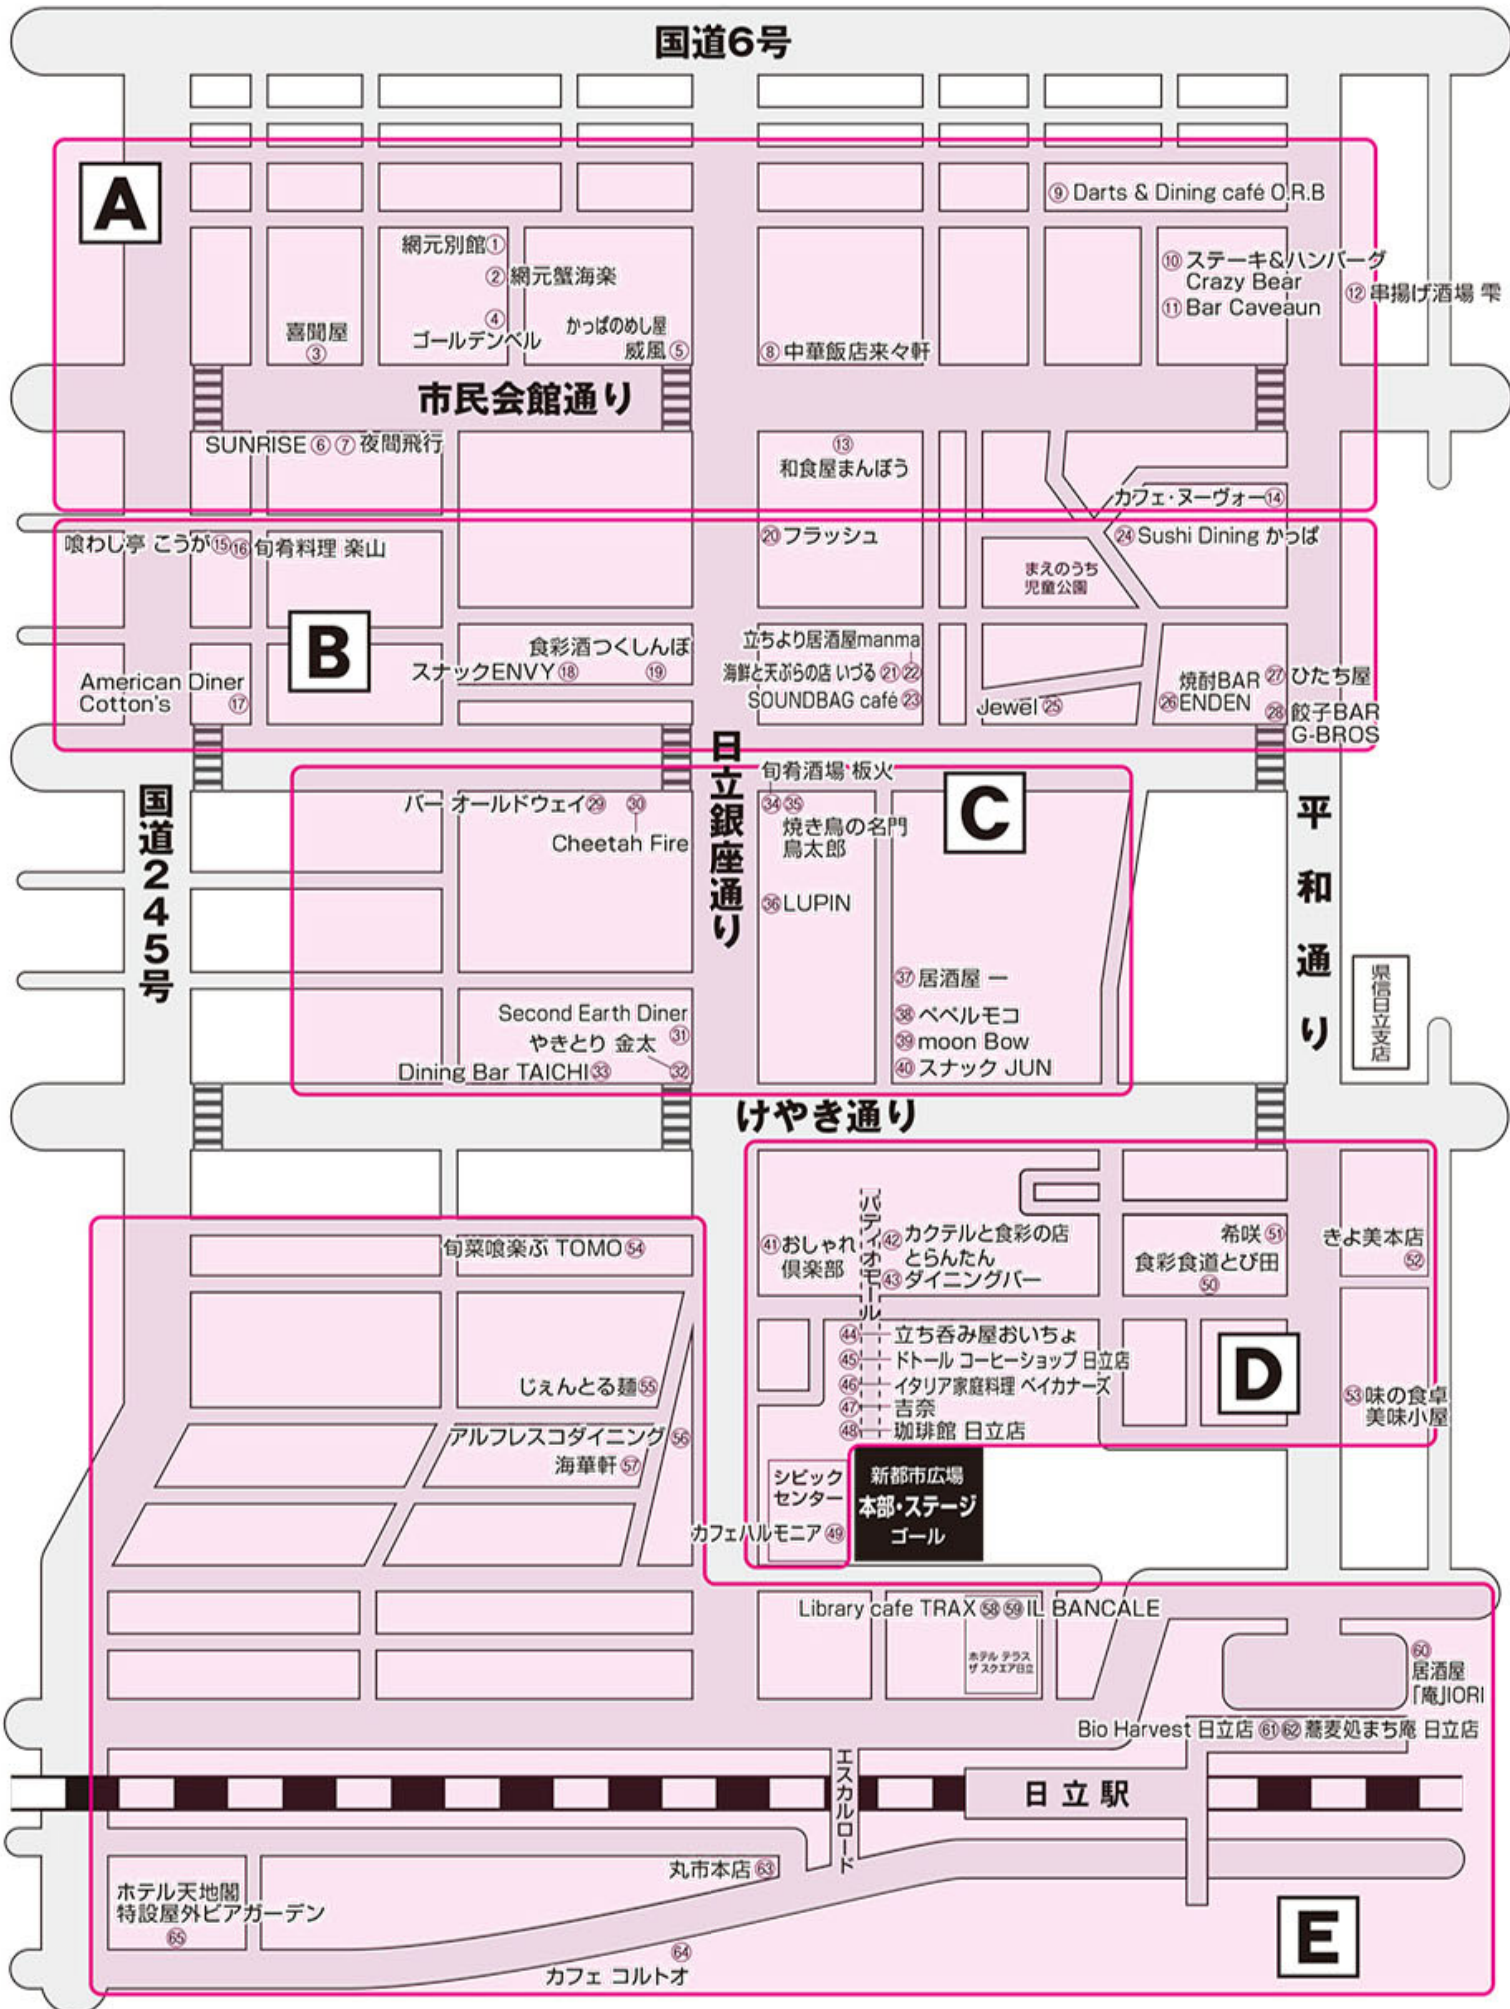 国道6号
A
⑨ Darts & Dining café O.R.B
網元別館①
②網元蟹海楽
⑩ステーキ&ハンバーグ
Crazy Bear
⑪Bar Caveaun
⑫串揚げ酒場 雫
喜聞屋
③
④
ゴールデンベル
かっぱのめし屋
威風⑤
⑧中華飯店来々軒
市民会館通り
SUNRISE⑥⑦夜間飛行
⑬
和食屋まんぼう
カフェ・ヌーヴォー⑭
喰わじ亭 こうが⑮⑯旬肴料理 楽山
⑳フラッシュ
㉔Sushi Dining かっぱ
まえのうち
児童公園
B
食彩酒つくしんぼ
スナックENVY⑱ ⑲
立ちより居酒屋manma
海鮮と天ぷらの店 いづる㉑㉒
SOUNDBAG café㉓
American Diner
Cotton's ⑰
Jewel㉕
焼酎BAR
㉖ENDEN
㉗ひたち屋
㉘餃子BAR
G-BROS
国道245号
日立銀座通り
平和通り
C
バー オールドウェイ㉙ ㉚
Cheetah Fire
旬肴酒場 板火
㉞㉟
焼き鳥の名門
鳥太郎
㊱LUPIN
㊲居酒屋 一
㊳ペペルモコ
㊴moon Bow
㊵スナック JUN
県信日立支店
Second Earth Diner
㉛
やきとり 金太
Dining Bar TAICHI㉝ ㉜
けやき通り
パティオモール
㊶おしゃれ
倶楽部
㊷カクテルと食彩の店
とらんたん
㊸ダイニングバー
希咲51
食彩食道とび田
㊿
きよ美本店
52
D
㊹立ち呑み屋おいちょ
㊺ドトール コーヒーショップ 日立店
㊻イタリア家庭料理 ベイカナーズ
㊼吉奈
㊽珈琲館 日立店
53味の食卓
美味小屋
旬菜喰楽ぶ TOMO54
じぇんとる麺55
アルフレスコダイニング56
海華軒57
シビック
センター
カフェハルモニア㊾
新都市広場
本部・ステージ
ゴール
Library cafe TRAX58 59IL BANCALE
ホテル テラス
ザ スクエア日立
60
居酒屋
「庵」IORI
Bio Harvest 日立店61 62蕎麦処まち庵 日立店
エスカルロード
日立駅
丸市本店63
ホテル天地閣
特設屋外ビアガーデン
65
64
カフェ コルトオ
E